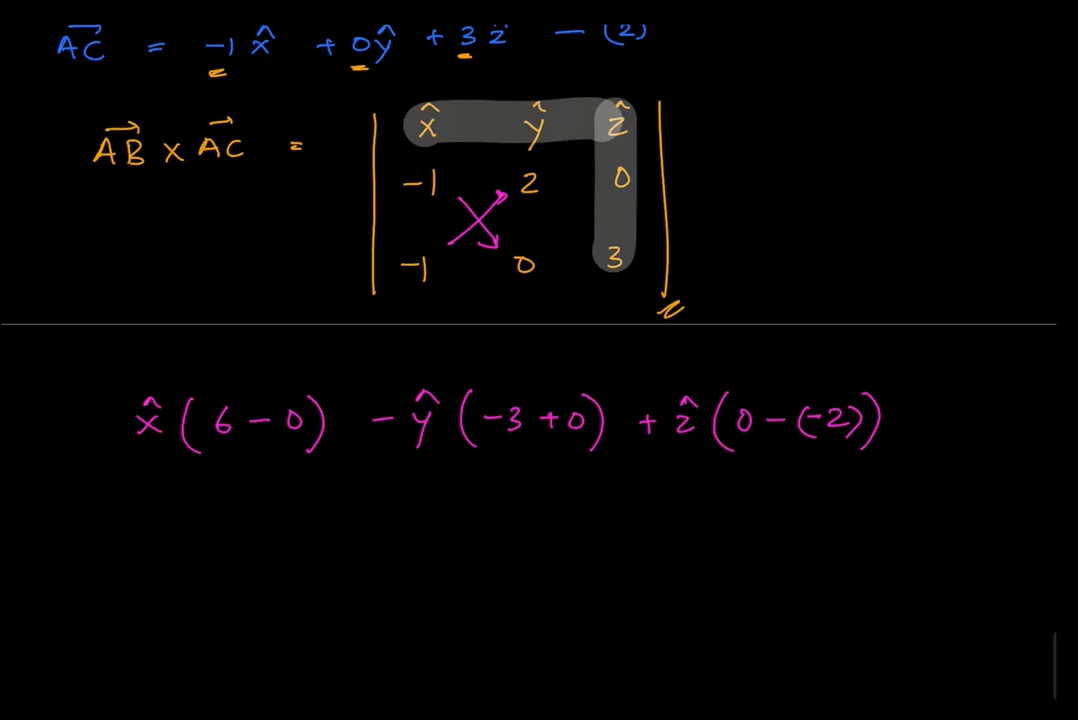 AC = -1 x̂ + 0ŷ + 3 ẑ — (2)
AB × AC = | x̂ ŷ ẑ |
-1 2 0
-1 0 3
x̂ (6 - 0) - ŷ (-3 + 0) + ẑ (0 - (-2))